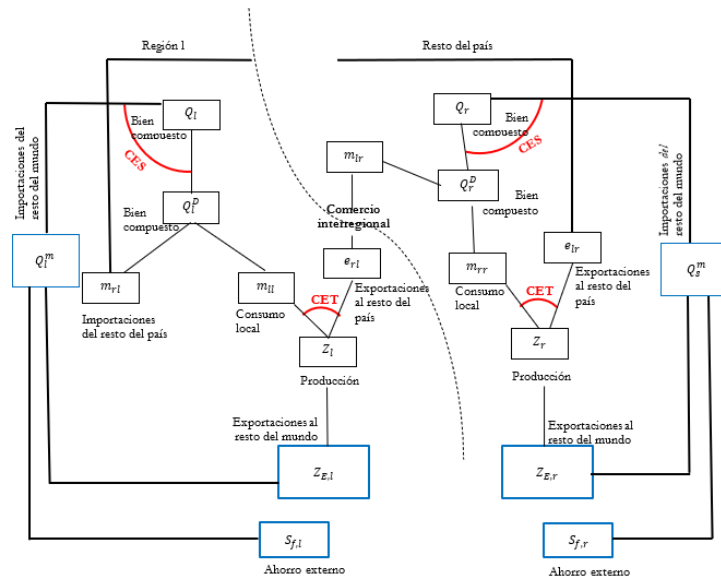 Región 1
Resto del país
Q_l
Bien
compuesto
CES
Q_r
Bien
compuesto
CES
Importaciones del
resto del mundo
Importaciones del
resto del mundo
m_lr
Q_l^D
Bien
compuesto
Q_r^D
Bien
compuesto
Comercio
interregional
Q_l^m
m_rl
Importaciones
del resto del país
m_ll
Consumo
local
CET
e_rl
Exportaciones
al resto del
país
m_rr
Consumo
local
CET
e_lr
Exportaciones
al resto del
país
Q_s^m
Z_l
Producción
Z_r
Producción
Exportaciones al
resto del mundo
Exportaciones al
resto del mundo
Z_E,l
Z_E,r
S_f,l
Ahorro externo
S_f,r
Ahorro externo